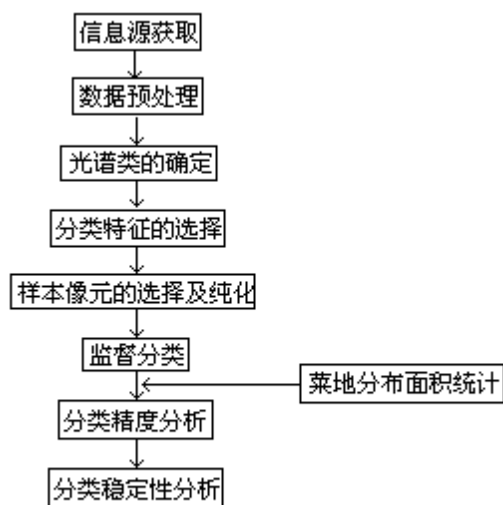 信息源获取
数据预处理
光谱类的确定
分类特征的选择
样本像元的选择及纯化
监督分类
菜地分布面积统计
分类精度分析
分类稳定性分析